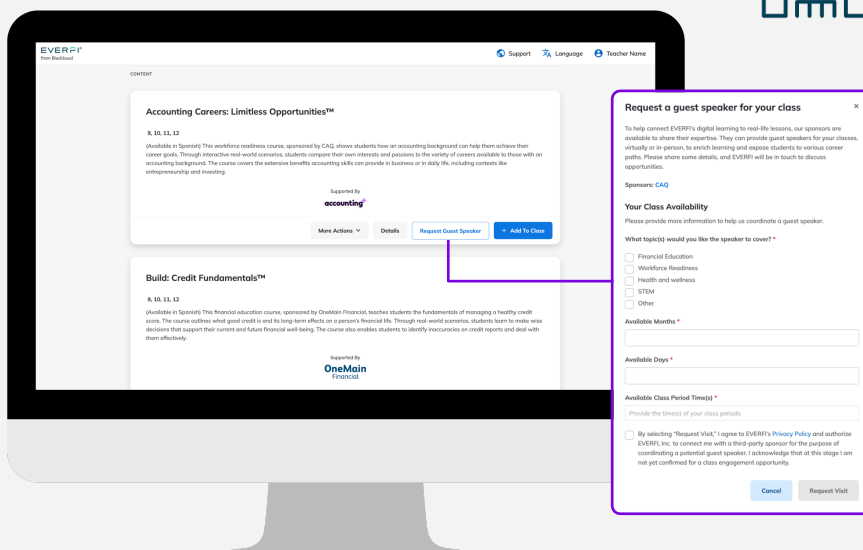 EVERFI®
from Blackbaud
Support
Language
Teacher Name
CONTENT
Accounting Careers: Limitless Opportunities™
9, 10, 11, 12
(Available in Spanish) This workforce readiness course, sponsored by CAQ, shows students how an accounting background can help them achieve their
career goals. Through interactive real-world scenarios, students compare their own interests and passions to the variety of careers available to those with an
accounting background. The course covers the extensive benefits accounting skills can provide in business or in daily life, including contexts like
entrepreneurship and investing.
Supported By
accounting+
More Actions
Details
Request Guest Speaker
+ Add To Class
Build: Credit Fundamentals™
9, 10, 11, 12
(Available in Spanish) This financial education course, sponsored by OneMain Financial, teaches students the fundamentals of managing a healthy credit
score. The course outlines what good credit is and its long-term effects on a person's financial life. Through real-world scenarios, students learn to make wise
decisions that support their current and future financial well-being. The course also enables students to identify inaccuracies on credit reports and deal with
them effectively.
Supported By
OneMain
Financial
Request a guest speaker for your class
×
To help connect EVERFI's digital learning to real-life lessons, our sponsors are
available to share their expertise. They can provide guest speakers for your classes,
virtually or in-person, to enrich learning and expose students to various career
paths. Please share some details, and EVERFI will be in touch to discuss
opportunities.
Sponsors: CAQ
Your Class Availability
Please provide more information to help us coordinate a guest speaker.
What topic(s) would you like the speaker to cover? *
Financial Education
Workforce Readiness
Health and wellness
STEM
Other
Available Months *
Available Days *
Available Class Period Time(s) *
Provide the time(s) of your class periods
By selecting "Request Visit," I agree to EVERFI's Privacy Policy and authorize
EVERFI, Inc. to connect me with a third-party sponsor for the purpose of
coordinating a potential guest speaker. I acknowledge that at this stage I am
not yet confirmed for a class engagement opportunity.
Cancel
Request Visit